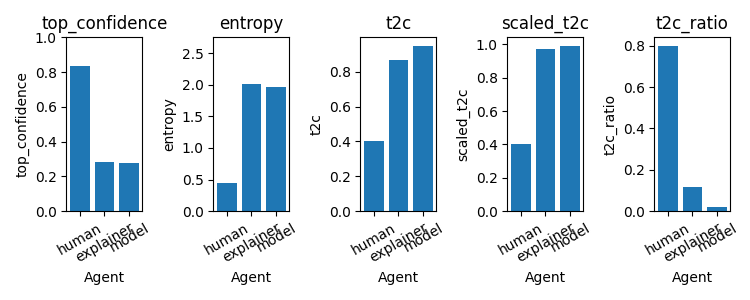 top_confidence
top_confidence
1.0
0.8
0.6
0.4
0.2
0.0
human
explainer
model
Agent
entropy
entropy
2.5
2.0
1.5
1.0
0.5
0.0
human
explainer
model
Agent
t2c
t2c
0.8
0.6
0.4
0.2
0.0
human
explainer
model
Agent
scaled_t2c
scaled_t2c
1.0
0.8
0.6
0.4
0.2
0.0
human
explainer
model
Agent
t2c_ratio
t2c_ratio
0.8
0.6
0.4
0.2
0.0
human
explainer
model
Agent